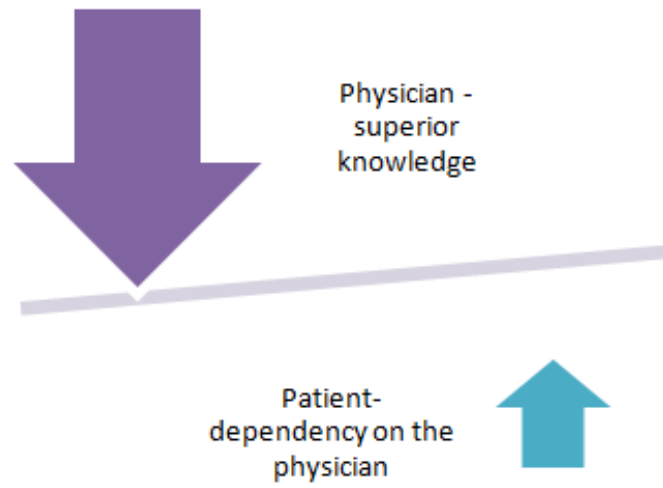 Physician -
superior
knowledge
Patient-
dependency on the
physician